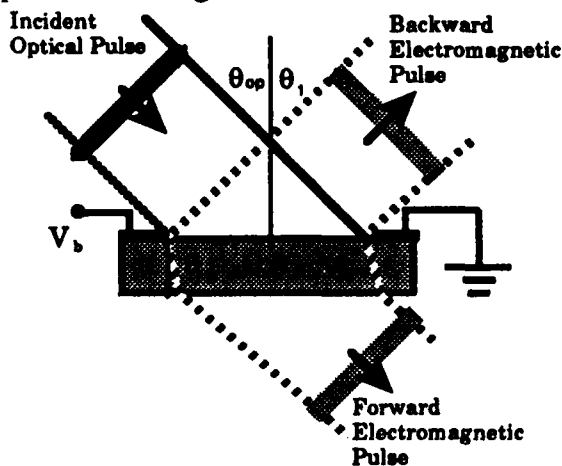 Incident
Optical Pulse
θop θ1
Backward
Electromagnetic
Pulse
Vb
Forward
Electromagnetic
Pulse